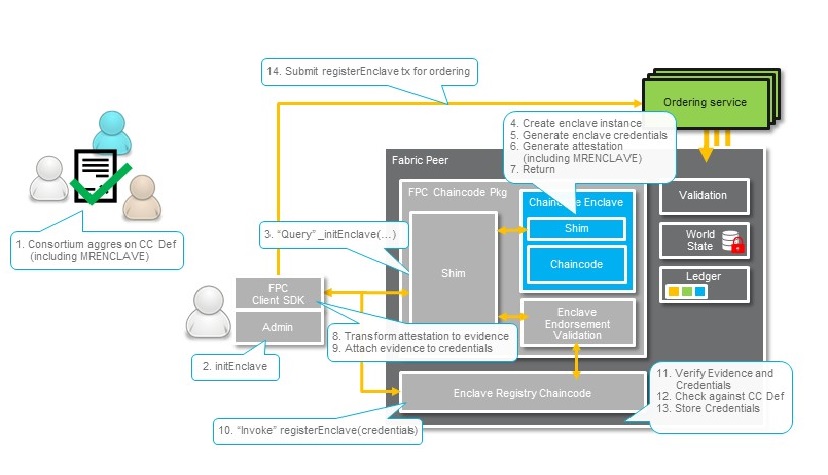 14. Submit registerEnclave tx for ordering
Ordering service
4. Create enclave instance
5. Generate enclave credentials
6. Generate attestation
(including MRENCLAVE)
7. Return
Fabric Peer
FPC Chaincode Pkg
Chaincode Enclave
Shim
Chaincode
Shim
Enclave
Endorsement
Validation
Enclave Registry Chaincode
Validation
World
State
Ledger
1. Consortium aggres on CC Def
(including MRENCLAVE)
3. “Query” _initEnclave(...)
FPC
Client SDK
Admin
2. initEnclave
8. Transform attestation to evidence
9. Attach evidence to credentials
10. “Invoke” registerEnclave(credentials)
11. Verify Evidence and
Credentials
12. Check against CC Def
13. Store Credentials